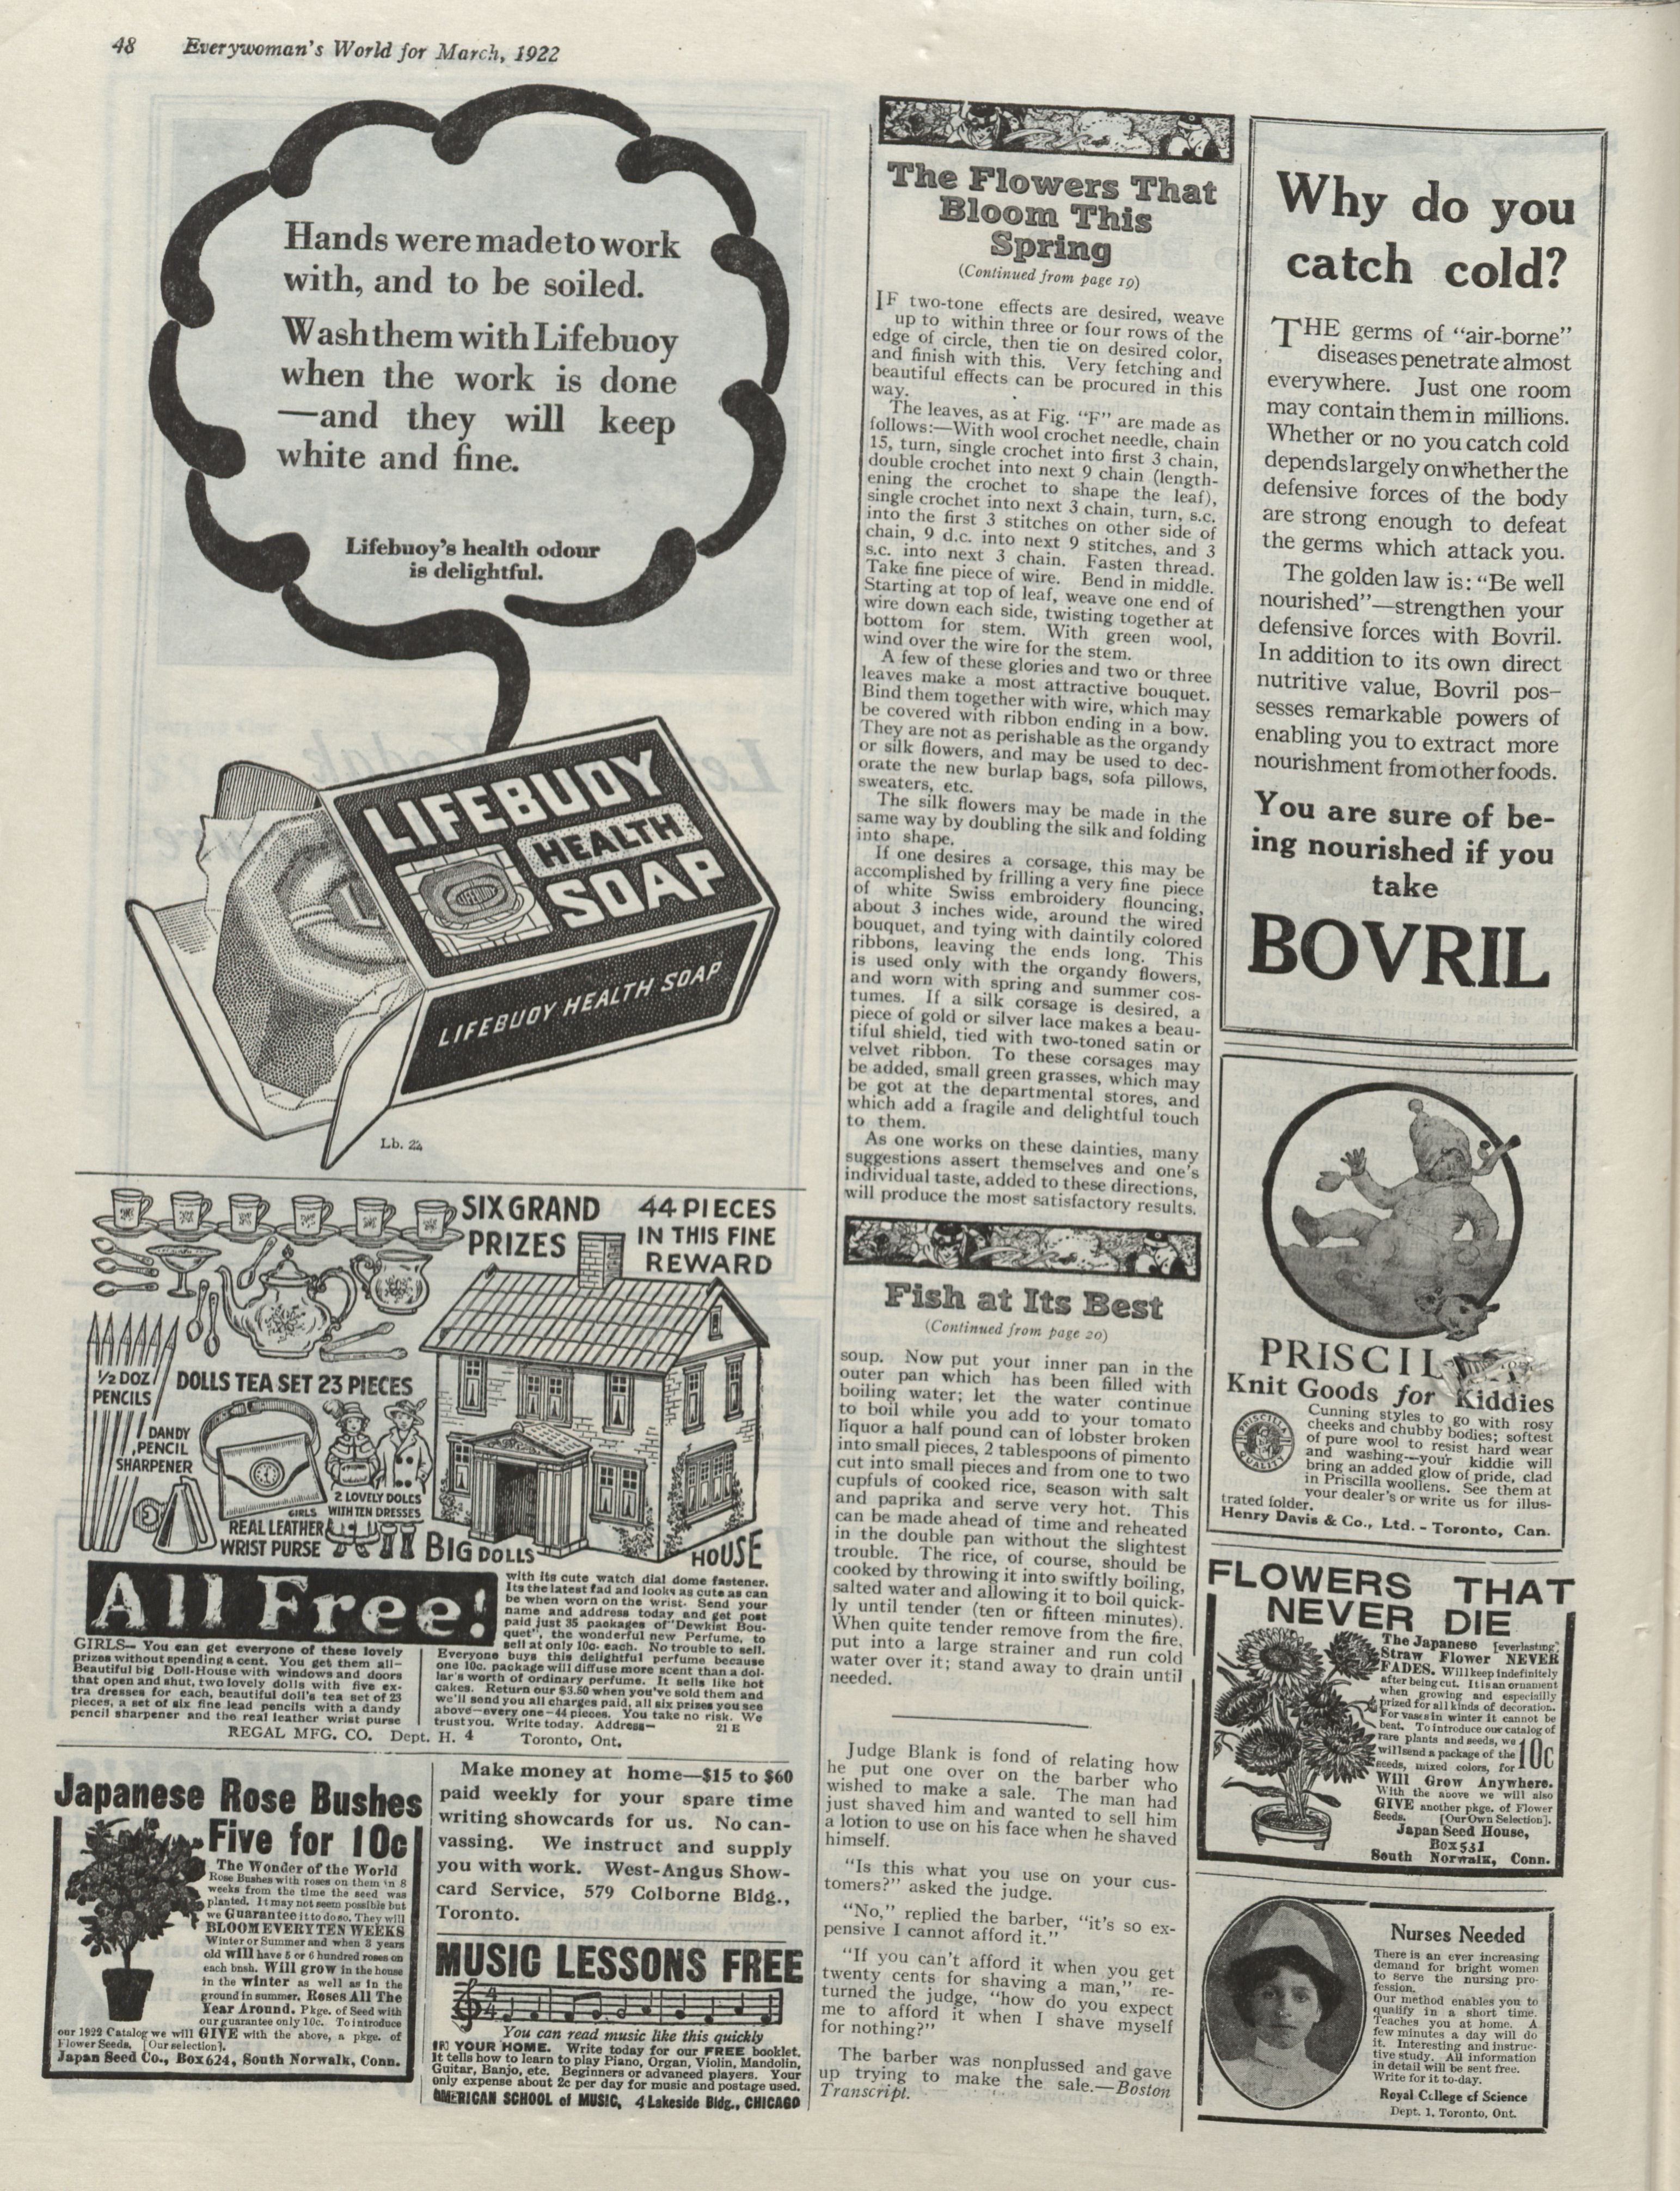 48 Everywoman's World for March, 1922
Hands were made to work
with, and to be soiled.
Wash them with Lifebuoy
when the work is done
—and they will keep
white and fine.
Lifebuoy's health odour
is delightful.
LIFEBUOY
HEALTH
SOAP
LIFEBUOY HEALTH SOAP
Lb. 22
SIX GRAND
PRIZES
44 PIECES
IN THIS FINE
REWARD
½ DOZ
PENCILS
DOLLS TEA SET 23 PIECES
DANDY
PENCIL
SHARPENER
GIRLS
REAL LEATHER
WRIST PURSE
2 LOVELY DOLLS
WITH TEN DRESSES
BIG DOLLS HOUSE
All Free!
GIRLS—You can get everyone of these lovely
prizes without spending a cent. You get them all—
Beautiful big Doll-House with windows and doors
that open and shut, two lovely dolls with five ex-
tra dresses for each, beautiful doll's tea set of 23
pieces, a set of six fine lead pencils with a dandy
pencil sharpener and the real leather wrist purse
with its cute watch dial dome fastener.
Its the latest fad and looks as cute as can
be when worn on the wrist. Send your
name and address today and get post
paid just 35 packages of "Dewkist Bou-
quet", the wonderful new Perfume, to
sell at only 10c. each. No trouble to sell.
Everyone buys this delightful perfume because
one 10c. package will diffuse more scent than a dol-
lar's worth of ordinary perfume. It sells like hot
cakes. Return our $3.50 when you've sold them and
we'll send you all charges paid, all six prizes you see
above—every one—44 pieces. You take no risk. We
trust you. Write today. Address— 21 E
REGAL MFG. CO. Dept. H. 4 Toronto, Ont.
Japanese Rose Bushes
Five for 10c
The Wonder of the World
Rose Bushes with roses on them in 8
weeks from the time the seed was
planted. It may not seem possible but
we Guarantee it to do so. They will
BLOOM EVERY TEN WEEKS
Winter or Summer and when 3 years
old will have 5 or 6 hundred roses on
each bush. Will grow in the house
in the winter as well as in the
ground in summer. Roses All The
Year Around. Pkge. of Seed with
our guarantee only 10c. To introduce
our 1922 Catalog we will GIVE with the above, a pkge. of
Flower Seeds. [Our selection].
Japan Seed Co., Box 624, South Norwalk, Conn.
Make money at home—$15 to $60
paid weekly for your spare time
writing showcards for us. No can-
vassing. We instruct and supply
you with work. West-Angus Show-
card Service, 579 Colborne Bldg.,
Toronto.
MUSIC LESSONS FREE
You can read music like this quickly
IN YOUR HOME. Write today for our FREE booklet.
It tells how to learn to play Piano, Organ, Violin, Mandolin,
Guitar, Banjo, etc. Beginners or advanced players. Your
only expense about 2c per day for music and postage used.
AMERICAN SCHOOL of MUSIC, 4 Lakeside Bldg., CHICAGO
The Flowers That
Bloom This
Spring
(Continued from page 19)
IF two-tone effects are desired, weave
up to within three or four rows of the
edge of circle, then tie on desired color,
and finish with this. Very fetching and
beautiful effects can be procured in this
way.
The leaves, as at Fig. "F" are made as
follows:—With wool crochet needle, chain
15, turn, single crochet into first 3 chain,
double crochet into next 9 chain (length-
ening the crochet to shape the leaf),
single crochet into next 3 chain, turn, s.c.
into the first 3 stitches on other side of
chain, 9 d.c. into next 9 stitches, and 3
s.c. into next 3 chain. Fasten thread.
Take fine piece of wire. Bend in middle.
Starting at top of leaf, weave one end of
wire down each side, twisting together at
bottom for stem. With green wool,
wind over the wire for the stem.
A few of these glories and two or three
leaves make a most attractive bouquet.
Bind them together with wire, which may
be covered with ribbon ending in a bow.
They are not as perishable as the organdy
or silk flowers, and may be used to dec-
orate the new burlap bags, sofa pillows,
sweaters, etc.
The silk flowers may be made in the
same way by doubling the silk and folding
into shape.
If one desires a corsage, this may be
accomplished by frilling a very fine piece
of white Swiss embroidery flouncing,
about 3 inches wide, around the wired
bouquet, and tying with daintily colored
ribbons, leaving the ends long. This
is used only with the organdy flowers,
and worn with spring and summer cos-
tumes. If a silk corsage is desired, a
piece of gold or silver lace makes a beau-
tiful shield, tied with two-toned satin or
velvet ribbon. To these corsages may
be added, small green grasses, which may
be got at the departmental stores, and
which add a fragile and delightful touch
to them.
As one works on these dainties, many
suggestions assert themselves and one's
individual taste, added to these directions,
will produce the most satisfactory results.
Fish at Its Best
(Continued from page 20)
soup. Now put your inner pan in the
outer pan which has been filled with
boiling water; let the water continue
to boil while you add to your tomato
liquor a half pound can of lobster broken
into small pieces, 2 tablespoons of pimento
cut into small pieces and from one to two
cupfuls of cooked rice, season with salt
and paprika and serve very hot. This
can be made ahead of time and reheated
in the double pan without the slightest
trouble. The rice, of course, should be
cooked by throwing it into swiftly boiling,
salted water and allowing it to boil quick-
ly until tender (ten or fifteen minutes).
When quite tender remove from the fire,
put into a large strainer and run cold
water over it; stand away to drain until
needed.
Judge Blank is fond of relating how
he put one over on the barber who
wished to make a sale. The man had
just shaved him and wanted to sell him
a lotion to use on his face when he shaved
himself.
"Is this what you use on your cus-
tomers?" asked the judge.
"No," replied the barber, "it's so ex-
pensive I cannot afford it."
"If you can't afford it when you get
twenty cents for shaving a man," re-
turned the judge, "how do you expect
me to afford it when I shave myself
for nothing?"
The barber was nonplussed and gave
up trying to make the sale.—Boston
Transcript.
Why do you
catch cold?
THE germs of "air-borne"
diseases penetrate almost
everywhere. Just one room
may contain them in millions.
Whether or no you catch cold
depends largely on whether the
defensive forces of the body
are strong enough to defeat
the germs which attack you.
The golden law is: "Be well
nourished"—strengthen your
defensive forces with Bovril.
In addition to its own direct
nutritive value, Bovril pos-
sesses remarkable powers of
enabling you to extract more
nourishment from other foods.
You are sure of be-
ing nourished if you
take
BOVRIL
PRISCIL
Knit Goods for Kiddies
PRISCILLA
QUALITY
Cunning styles to go with rosy
cheeks and chubby bodies; softest
of pure wool to resist hard wear
and washing—your kiddie will
bring an added glow of pride, clad
in Priscilla woollens. See them at
your dealer's or write us for illus-
trated folder.
Henry Davis & Co., Ltd. - Toronto, Can.
FLOWERS THAT
NEVER DIE
The Japanese [everlasting]
Straw Flower NEVER
FADES. Will keep indefinitely
after being cut. It is an ornament
when growing and especially
prized for all kinds of decoration.
For vases in winter it cannot be
beat. To introduce our catalog of
rare plants and seeds, we
will send a package of the
seeds, mixed colors, for 10c
Will Grow Anywhere.
With the above we will also
GIVE another pkge. of Flower
Seeds. [Our Own Selection].
Japan Seed House,
Box 531
South Norwalk, Conn.
Nurses Needed
There is an ever increasing
demand for bright women
to serve the nursing pro-
fession.
Our method enables you to
qualify in a short time.
Teaches you at home. A
few minutes a day will do
it. Interesting and instruc-
tive study. All information
in detail will be sent free.
Write for it to-day.
Royal College of Science
Dept. 1, Toronto, Ont.